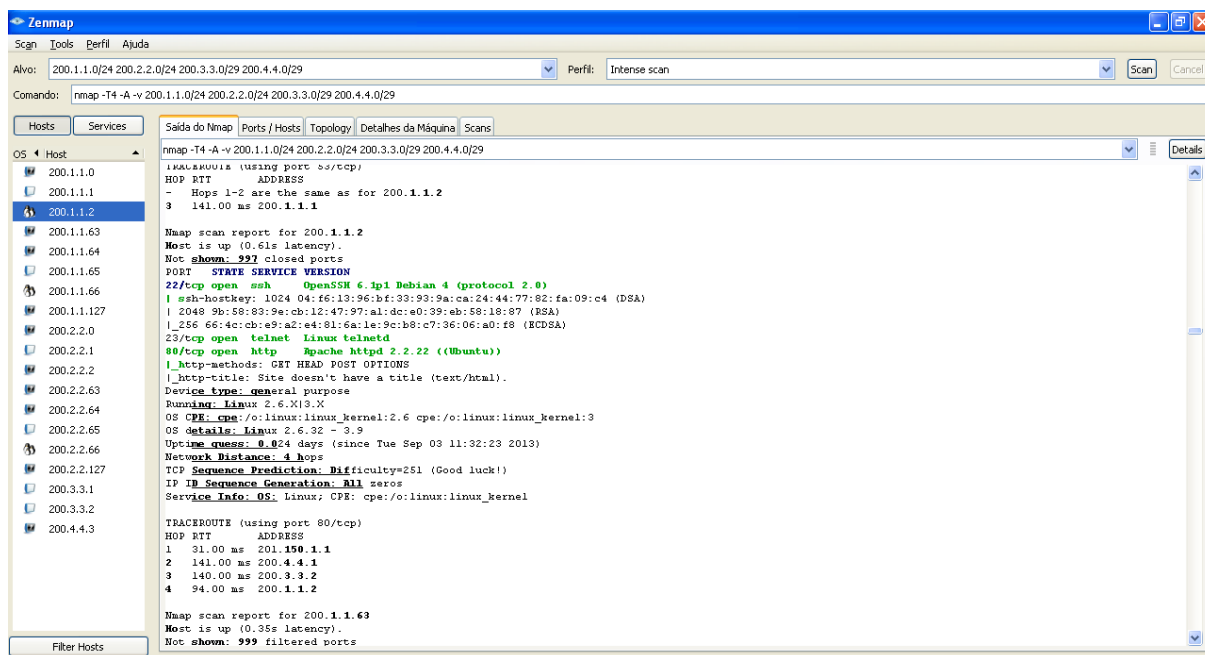 Zenmap
Scan Tools Perfil Ajuda
Alvo: 200.1.1.0/24 200.2.2.0/24 200.3.3.0/29 200.4.4.0/29 Perfil: Intense scan Scan Cancel
Comando: nmap -T4 -A -v 200.1.1.0/24 200.2.2.0/24 200.3.3.0/29 200.4.4.0/29
Hosts Services
OS Host
200.1.1.0
200.1.1.1
200.1.1.2
200.1.1.63
200.1.1.64
200.1.1.65
200.1.1.66
200.1.1.127
200.2.2.0
200.2.2.1
200.2.2.2
200.2.2.63
200.2.2.64
200.2.2.65
200.2.2.66
200.2.2.127
200.3.3.1
200.3.3.2
200.4.4.3
Filter Hosts
Saída do Nmap Ports / Hosts Topology Detalhes da Máquina Scans
nmap -T4 -A -v 200.1.1.0/24 200.2.2.0/24 200.3.3.0/29 200.4.4.0/29 Details
TRACEROUTE (using port 53/tcp)
HOP RTT ADDRESS
- Hops 1-2 are the same as for 200.1.1.2
3 141.00 ms 200.1.1.1
Nmap scan report for 200.1.1.2
Host is up (0.61s latency).
Not shown: 997 closed ports
PORT STATE SERVICE VERSION
22/tcp open ssh OpenSSH 6.1p1 Debian 4 (protocol 2.0)
| ssh-hostkey: 1024 04:f6:13:96:bf:33:93:9a:ca:24:44:77:82:fa:09:c4 (DSA)
| 2048 9b:58:83:9e:cb:12:47:97:a1:dc:e0:39:eb:58:18:87 (RSA)
|_256 66:4c:cb:e9:a2:e4:81:6a:1e:9c:b8:c7:36:06:a0:f8 (ECDSA)
23/tcp open telnet Linux telnetd
80/tcp open http Apache httpd 2.2.22 ((Ubuntu))
|_http-methods: GET HEAD POST OPTIONS
|_http-title: Site doesn't have a title (text/html).
Device type: general purpose
Running: Linux 2.6.X|3.X
OS CPE: cpe:/o:linux:linux_kernel:2.6 cpe:/o:linux:linux_kernel:3
OS details: Linux 2.6.32 - 3.9
Uptime guess: 0.024 days (since Tue Sep 03 11:32:23 2013)
Network Distance: 4 hops
TCP Sequence Prediction: Difficulty=251 (Good luck!)
IP ID Sequence Generation: All zeros
Service Info: OS: Linux; CPE: cpe:/o:linux:linux_kernel
TRACEROUTE (using port 80/tcp)
HOP RTT ADDRESS
1 31.00 ms 201.150.1.1
2 141.00 ms 200.4.4.1
3 140.00 ms 200.3.3.2
4 94.00 ms 200.1.1.2
Nmap scan report for 200.1.1.63
Host is up (0.35s latency).
Not shown: 999 filtered ports